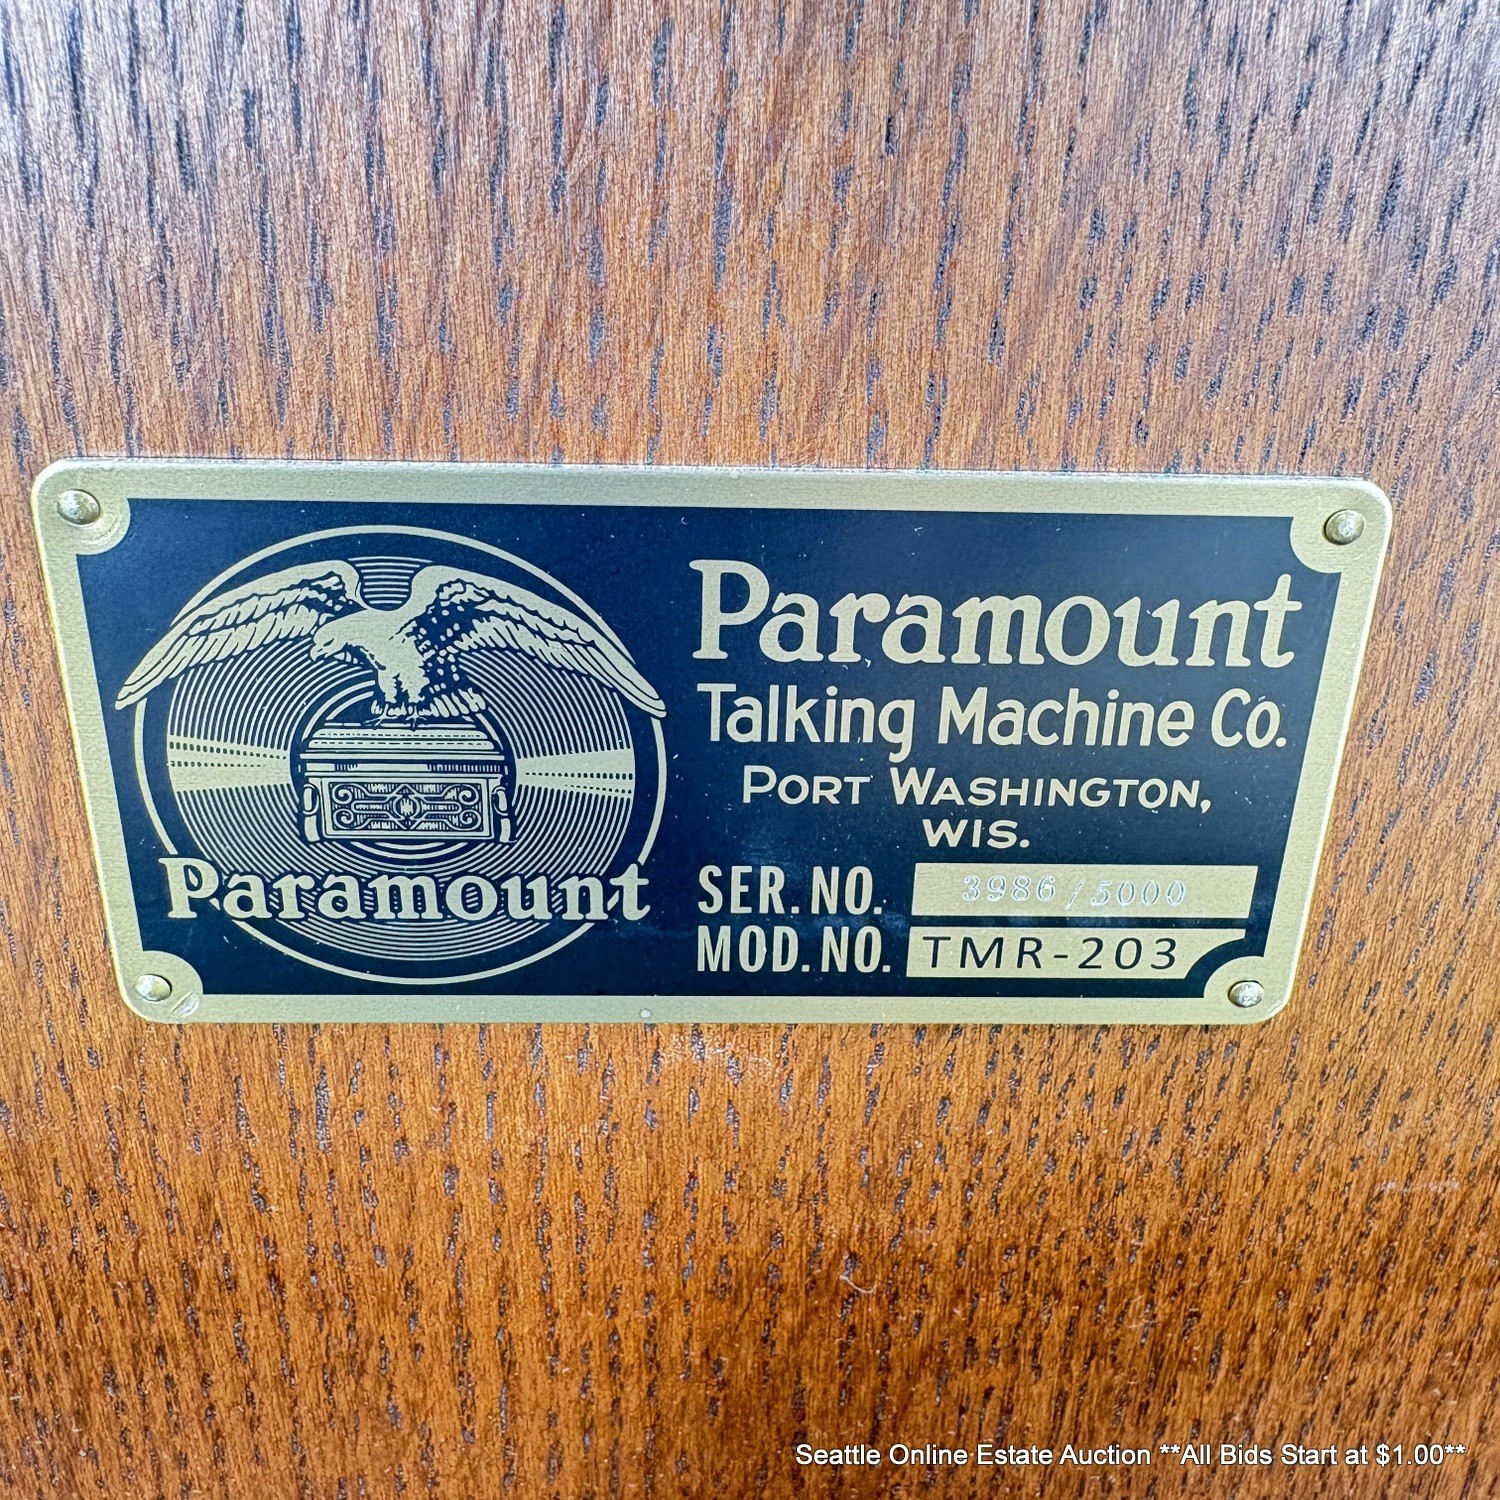 Paramount
Paramount
Talking Machine Co.
PORT WASHINGTON,
WIS.
SER. NO. 3986/5000
MOD. NO. TMR-203
Seattle Online Estate Auction **All Bids Start at $1.00**